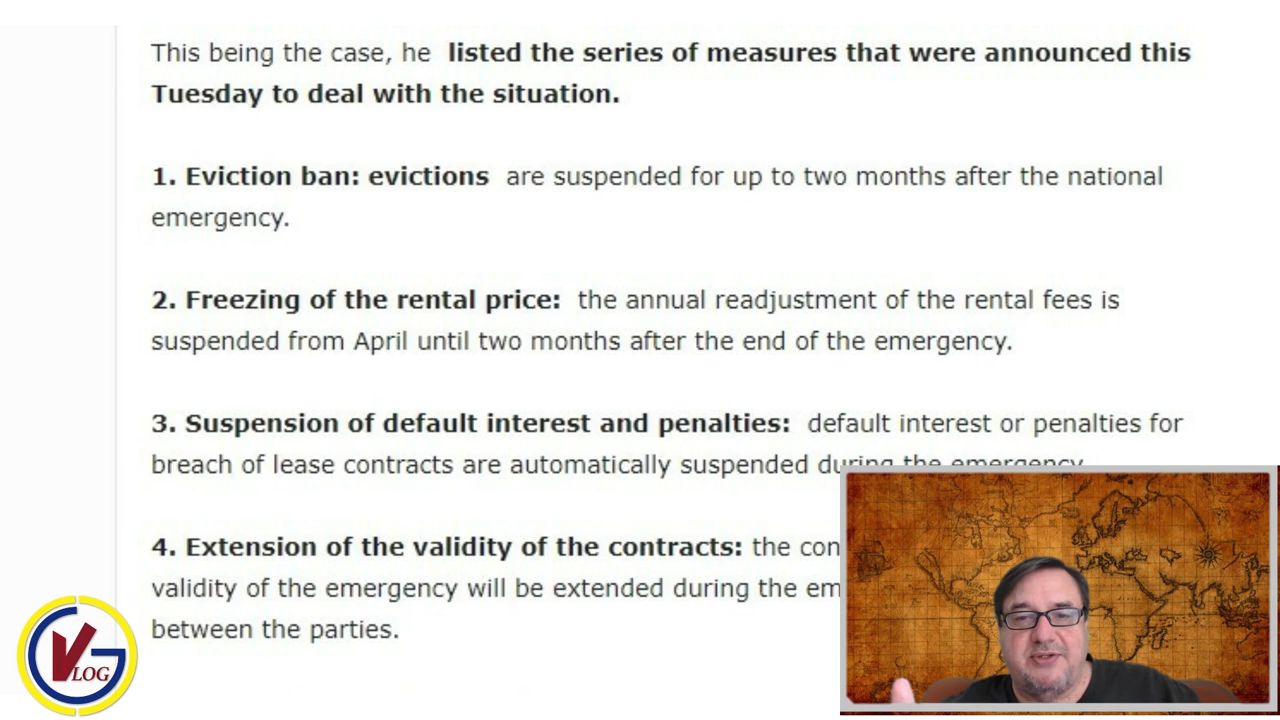 This being the case, he listed the series of measures that were announced this
Tuesday to deal with the situation.
1. Eviction ban: evictions are suspended for up to two months after the national
emergency.
2. Freezing of the rental price: the annual readjustment of the rental fees is
suspended from April until two months after the end of the emergency.
3. Suspension of default interest and penalties: default interest or penalties for
breach of lease contracts are automatically suspended during the emergency
4. Extension of the validity of the contracts: the con
validity of the emergency will be extended during the em
between the parties.
VLOG